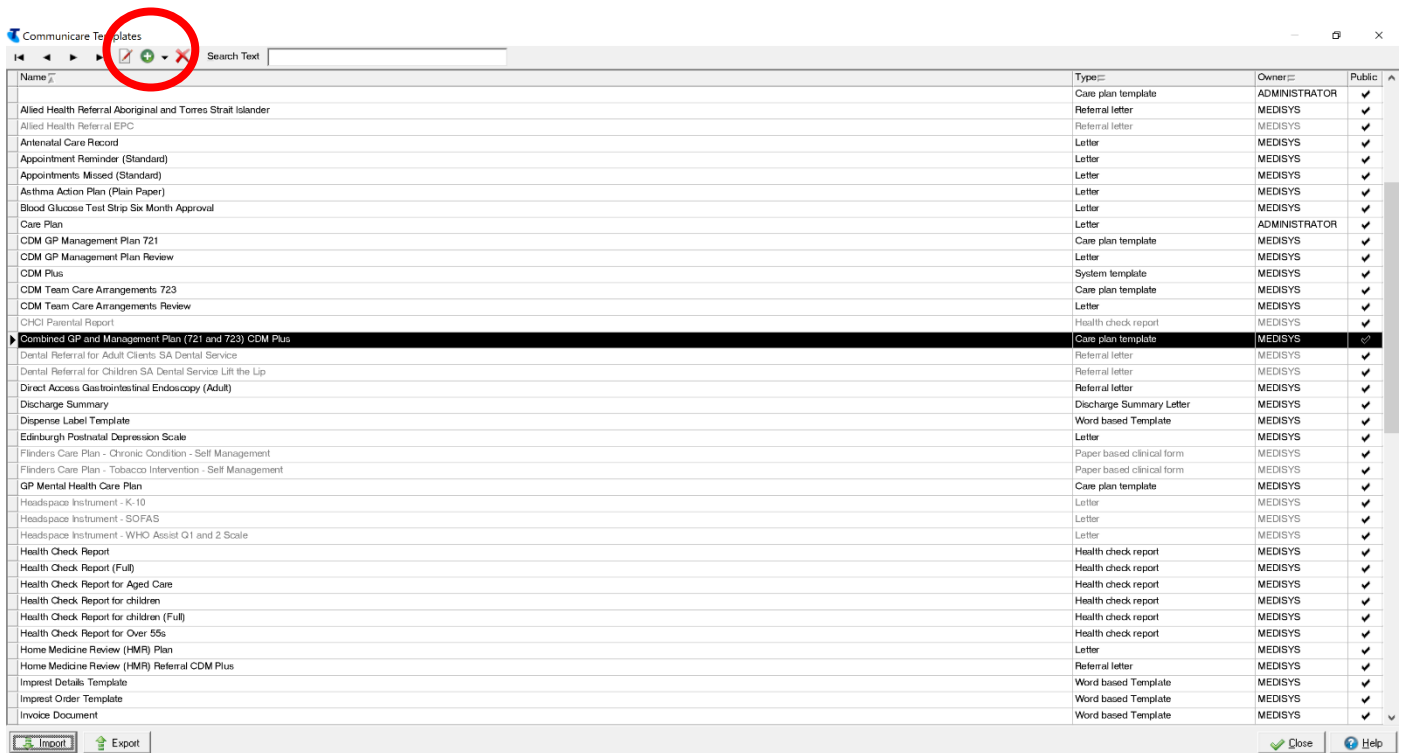 Communicare Templates
Search Text
Name Type Owner Public
Care plan template ADMINISTRATOR
Allied Health Referral Aboriginal and Torres Strait Islander Referral letter MEDISYS
Allied Health Referral EPC Referral letter MEDISYS
Antenatal Care Record Letter MEDISYS
Appointment Reminder (Standard) Letter MEDISYS
Appointments Missed (Standard) Letter MEDISYS
Asthma Action Plan (Plain Paper) Letter MEDISYS
Blood Glucose Test Strip Six Month Approval Letter MEDISYS
Care Plan Letter ADMINISTRATOR
CDM GP Management Plan 721 Care plan template MEDISYS
CDM GP Management Plan Review Letter MEDISYS
CDM Plus System template MEDISYS
CDM Team Care Arrangements 723 Care plan template MEDISYS
CDM Team Care Arrangements Review Letter MEDISYS
CHCI Parental Report Health check report MEDISYS
Combined GP and Management Plan (721 and 723) CDM Plus Care plan template MEDISYS
Dental Referral for Adult Clients SA Dental Service Referral letter MEDISYS
Dental Referral for Children SA Dental Service Lift the Lip Referral letter MEDISYS
Direct Access Gastrointestinal Endoscopy (Adult) Referral letter MEDISYS
Discharge Summary Discharge Summary Letter MEDISYS
Dispense Label Template Word based Template MEDISYS
Edinburgh Postnatal Depression Scale Letter MEDISYS
Flinders Care Plan - Chronic Condition - Self Management Paper based clinical form MEDISYS
Flinders Care Plan - Tobacco Intervention - Self Management Paper based clinical form MEDISYS
GP Mental Health Care Plan Care plan template MEDISYS
Headspace Instrument - K-10 Letter MEDISYS
Headspace Instrument - SOFAS Letter MEDISYS
Headspace Instrument - WHO Assist Q1 and 2 Scale Letter MEDISYS
Health Check Report Health check report MEDISYS
Health Check Report (Full) Health check report MEDISYS
Health Check Report for Aged Care Health check report MEDISYS
Health Check Report for children Health check report MEDISYS
Health Check Report for children (Full) Health check report MEDISYS
Health Check Report for Over 55s Health check report MEDISYS
Home Medicine Review (HMR) Plan Letter MEDISYS
Home Medicine Review (HMR) Referral CDM Plus Referral letter MEDISYS
Imprest Details Template Word based Template MEDISYS
Imprest Order Template Word based Template MEDISYS
Invoice Document Word based Template MEDISYS
Import Export Close Help